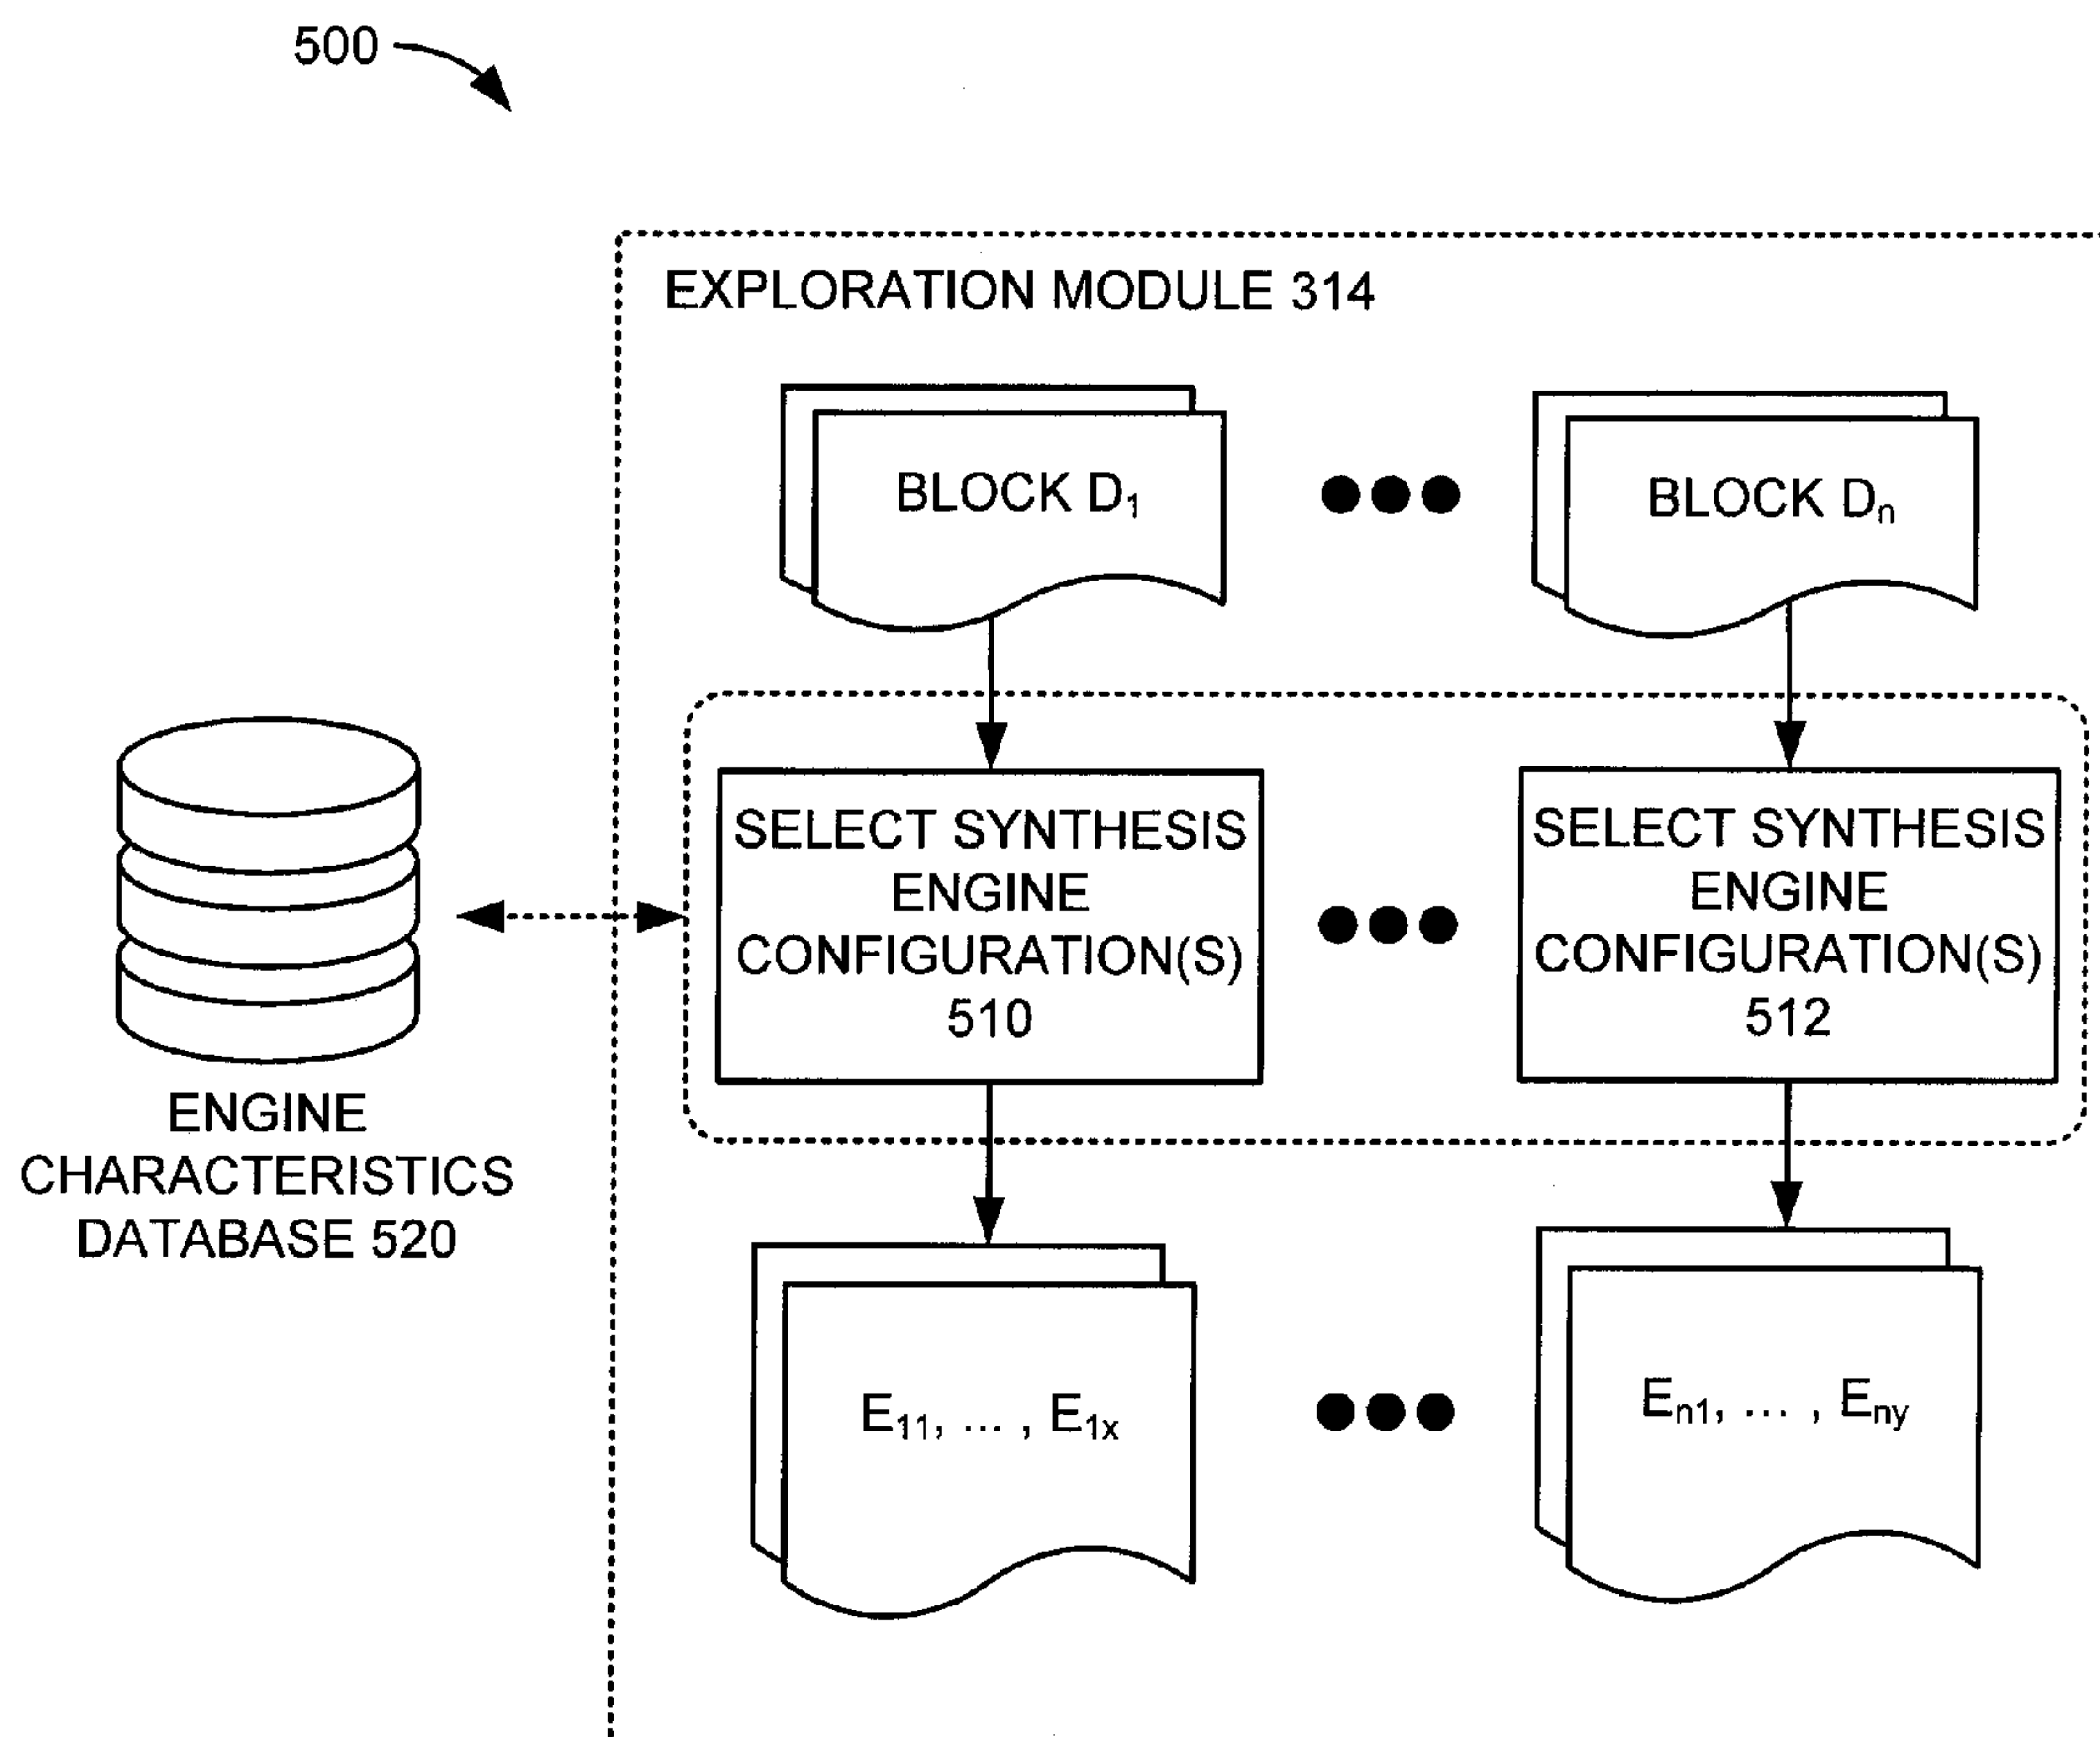 500
EXPLORATION MODULE 314
BLOCK D₁
BLOCK Dₙ
SELECT SYNTHESIS
ENGINE
CONFIGURATION(S)
510
SELECT SYNTHESIS
ENGINE
CONFIGURATION(S)
512
ENGINE
CHARACTERISTICS
DATABASE 520
E₁₁, ... , E₁ₓ
Eₙ₁, ... , Eny